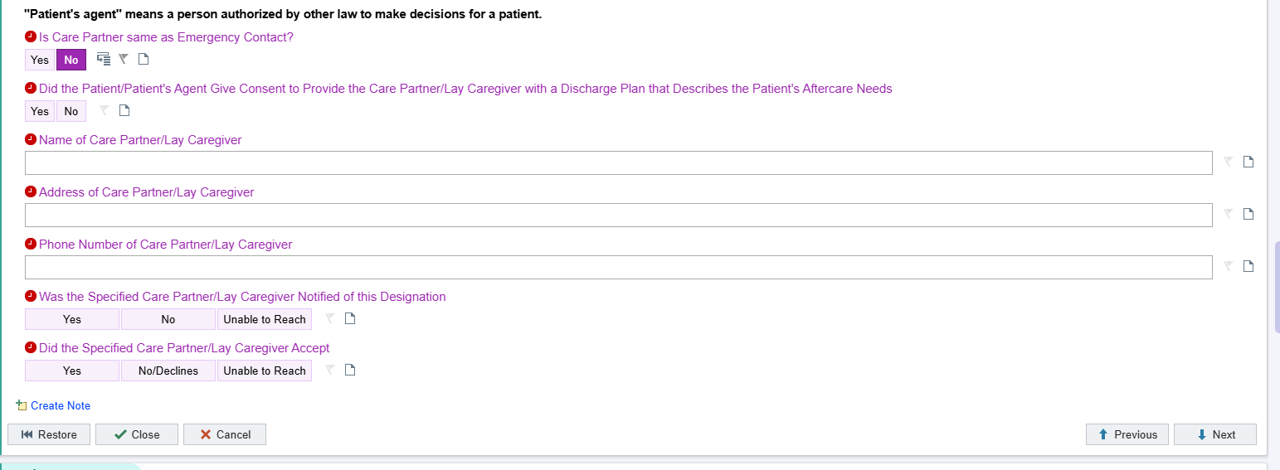 "Patient's agent" means a person authorized by other law to make decisions for a patient.
Is Care Partner same as Emergency Contact?
Yes No
Did the Patient/Patient's Agent Give Consent to Provide the Care Partner/Lay Caregiver with a Discharge Plan that Describes the Patient's Aftercare Needs
Yes No
Name of Care Partner/Lay Caregiver
Address of Care Partner/Lay Caregiver
Phone Number of Care Partner/Lay Caregiver
Was the Specified Care Partner/Lay Caregiver Notified of this Designation
Yes No Unable to Reach
Did the Specified Care Partner/Lay Caregiver Accept
Yes No/Declines Unable to Reach
Create Note
Restore Close Cancel Previous Next